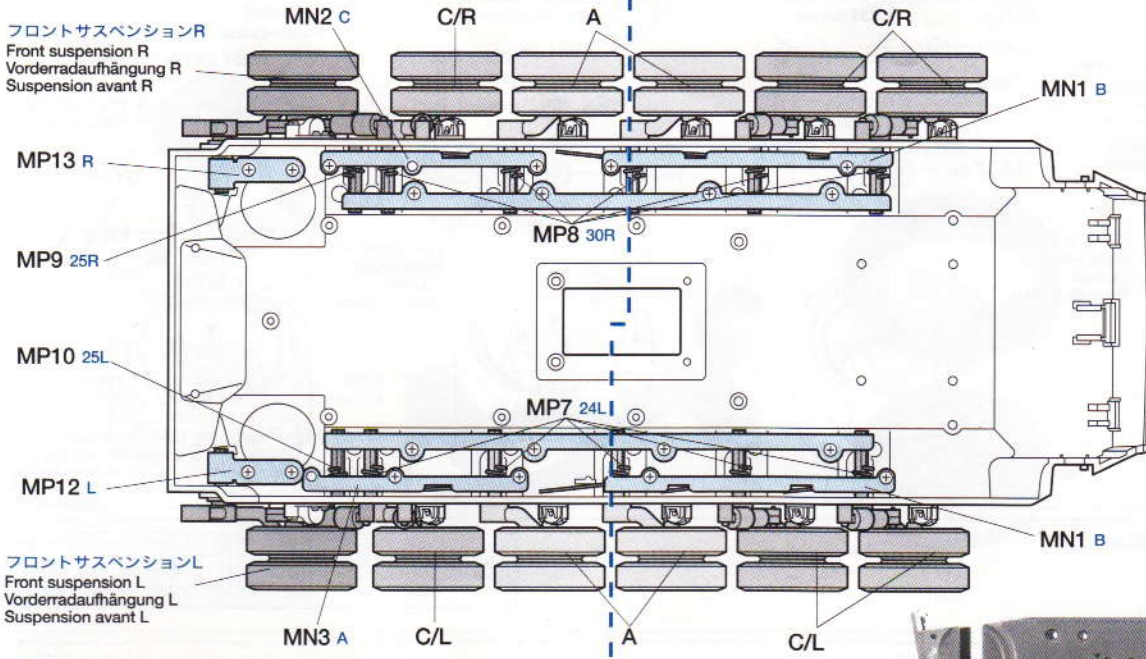 MN2 C
C/R
A
C/R
フロントサスペンションR
Front suspension R
Vorderradaufhängung R
Suspension avant R
MN1 B
MP13 R
MP8 30R
MP9 25R
MP10 25L
MP7 24L
MP12 L
MN1 B
フロントサスペンションL
Front suspension L
Vorderradaufhängung L
Suspension avant L
MN3 A
C/L
A
C/L